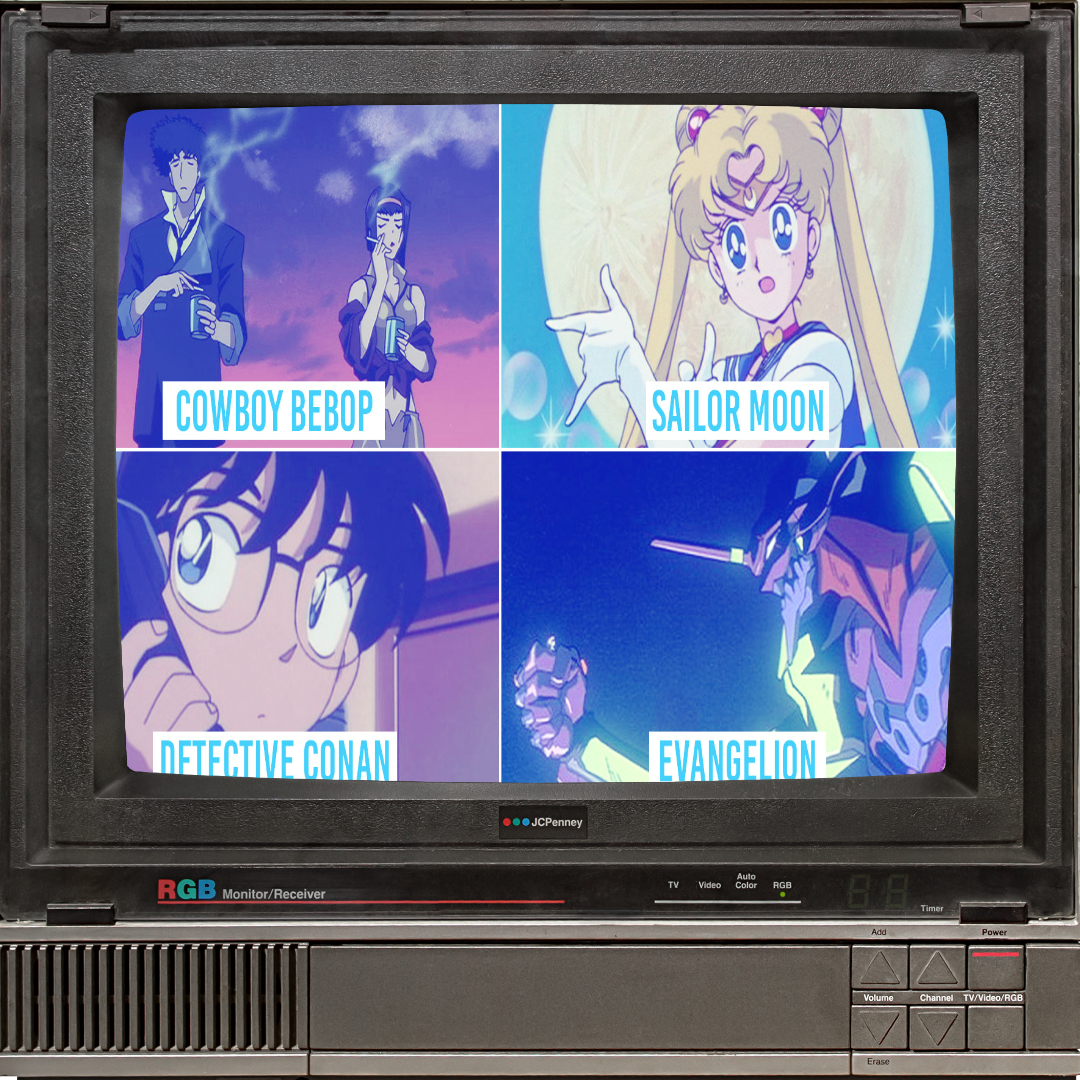 COWBOY BEBOP
SAILOR MOON
DETECTIVE CONAN
EVANGELION
JCPenney
RGB Monitor/Receiver
TV Video Auto Color RGB
Timer
Add Power
Volume Channel TV/Video/RGB
Erase